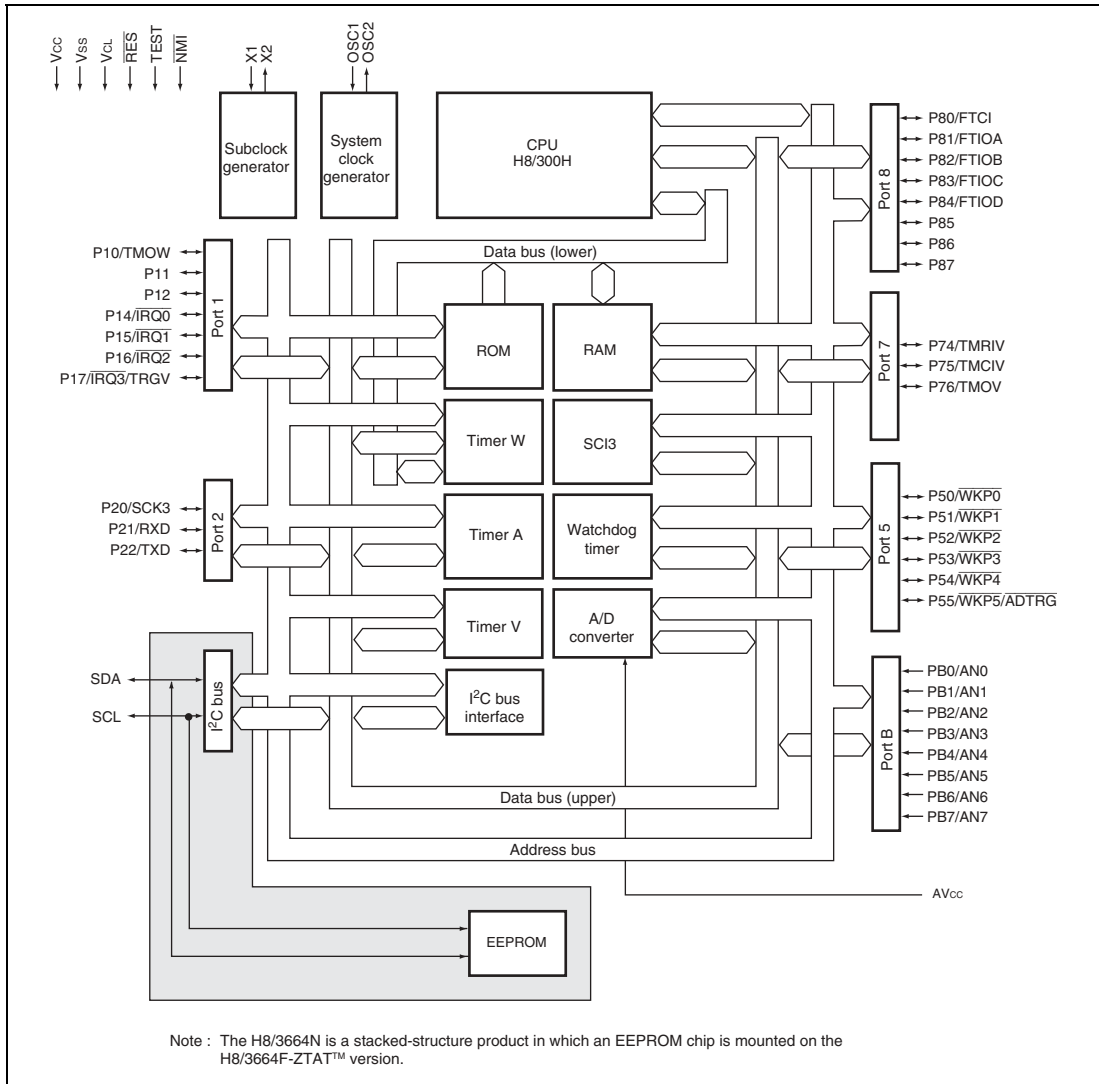 Vcc
Vss
VCL
RES
TEST
NMI
X1
X2
OSC1
OSC2
Subclock
generator
System
clock
generator
CPU
H8/300H
Port 8
P80/FTCI
P81/FTIOA
P82/FTIOB
P83/FTIOC
P84/FTIOD
P85
P86
P87
Data bus (lower)
P10/TMOW
P11
P12
P14/IRQ0
P15/IRQ1
P16/IRQ2
P17/IRQ3/TRGV
Port 1
ROM
RAM
Port 7
P74/TMRIV
P75/TMCIV
P76/TMOV
Timer W
SCI3
P20/SCK3
P21/RXD
P22/TXD
Port 2
Timer A
Watchdog
timer
Port 5
P50/WKP0
P51/WKP1
P52/WKP2
P53/WKP3
P54/WKP4
P55/WKP5/ADTRG
Timer V
A/D
converter
SDA
SCL
I2C bus
I2C bus
interface
Port B
PB0/AN0
PB1/AN1
PB2/AN2
PB3/AN3
PB4/AN4
PB5/AN5
PB6/AN6
PB7/AN7
Data bus (upper)
Address bus
AVcc
EEPROM
Note : The H8/3664N is a stacked-structure product in which an EEPROM chip is mounted on the
H8/3664F-ZTAT™ version.